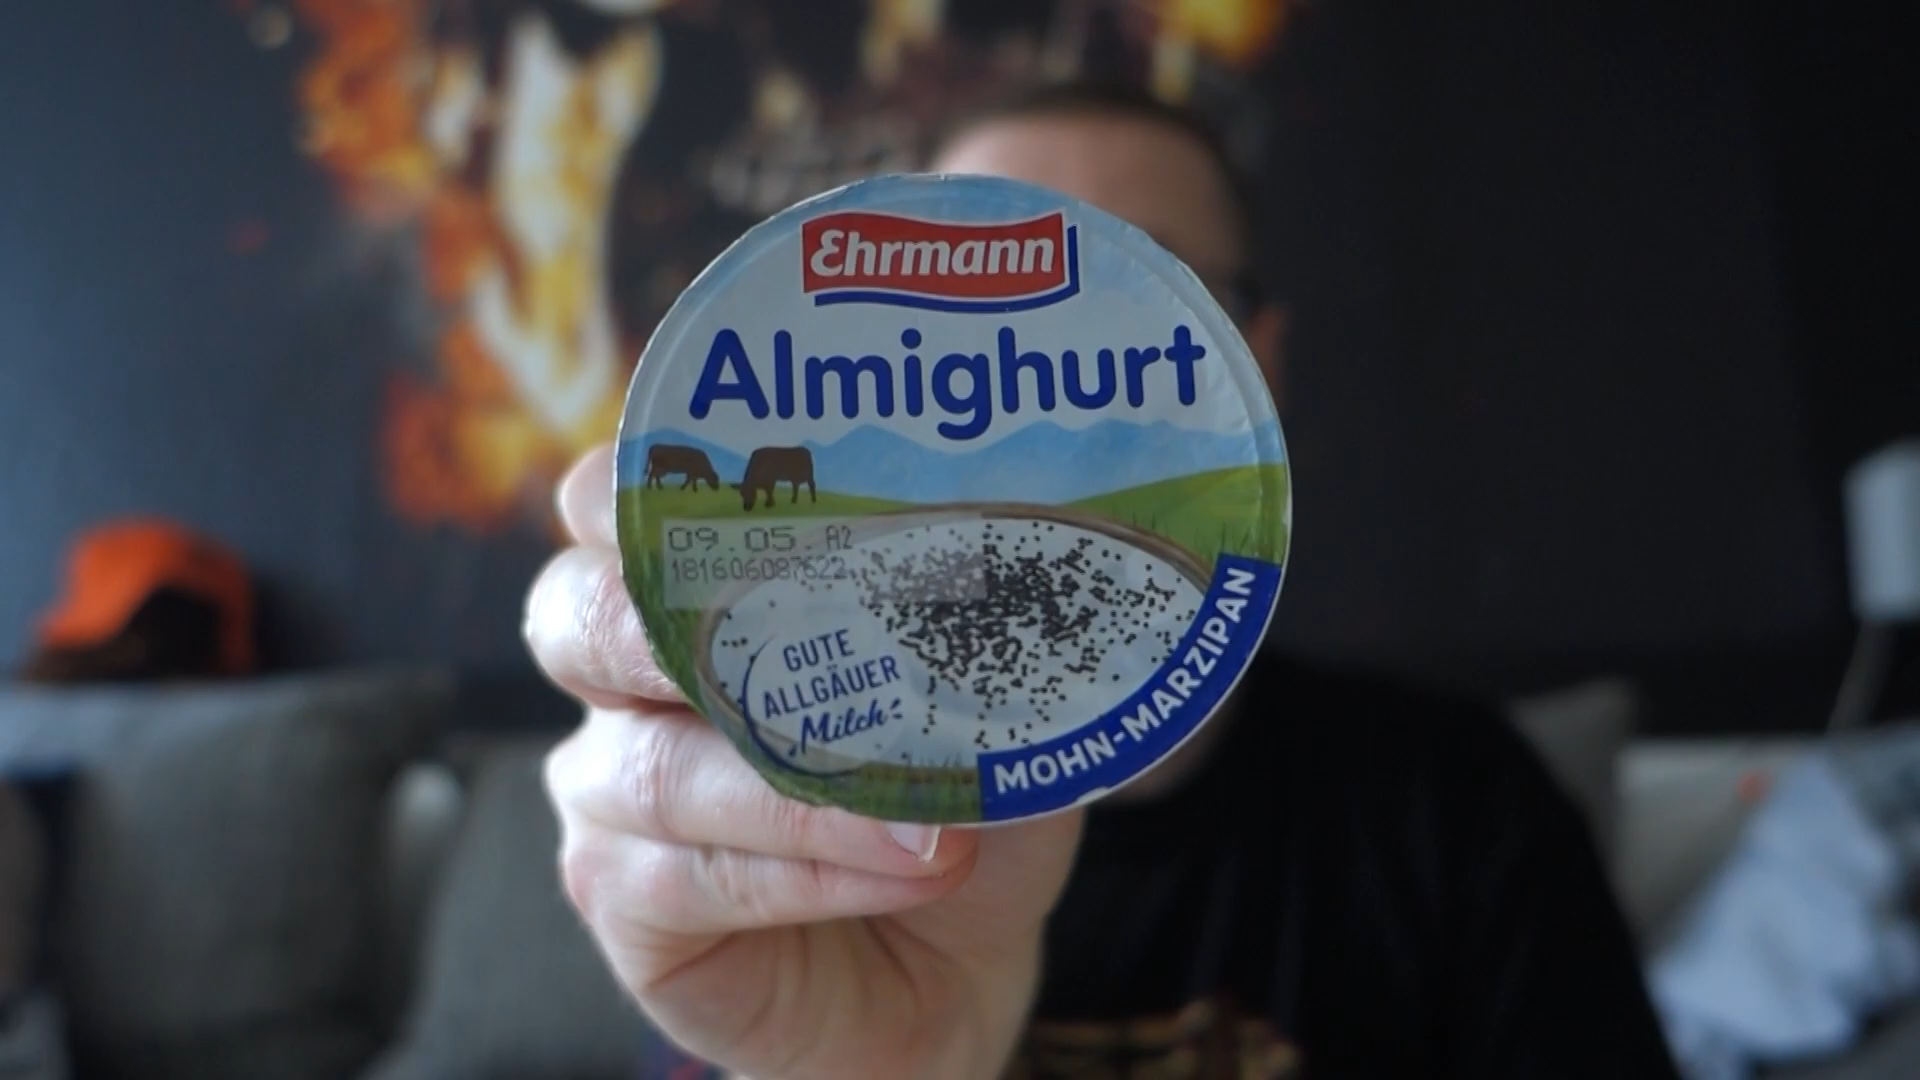 Ehrmann
Almighurt
09.05. A2
181606087622
GUTE
ALLGÄUER
Milch
MOHN-MARZIPAN